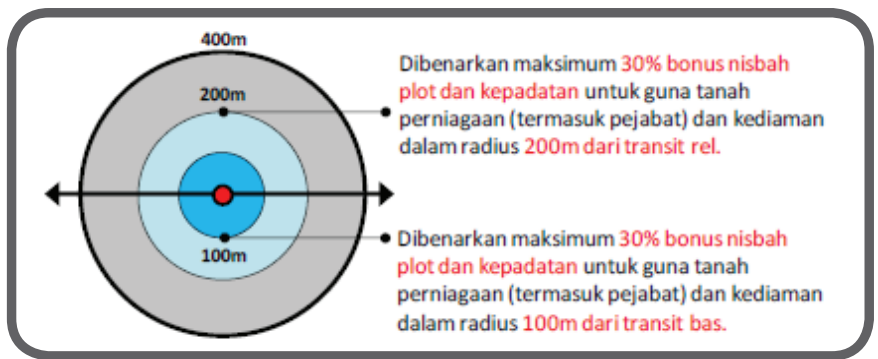 400m
200m
100m
Dibenarkan maksimum 30% bonus nisbah
plot dan kepadatan untuk guna tanah
perniagaan (termasuk pejabat) dan kediaman
dalam radius 200m dari transit rel.
Dibenarkan maksimum 30% bonus nisbah
plot dan kepadatan untuk guna tanah
perniagaan (termasuk pejabat) dan kediaman
dalam radius 100m dari transit bas.